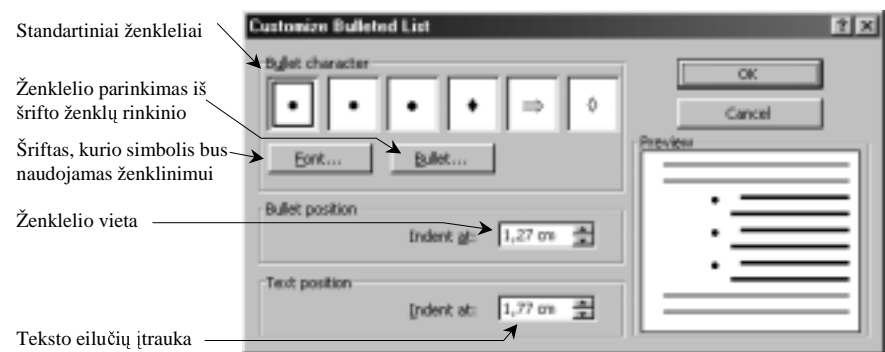 Standartiniai ženkleliai
Ženklelio parinkimas iš
šrifto ženklų rinkinio
Šriftas, kurio simbolis bus
naudojamas ženklinimui
Ženklelio vieta
Teksto eilučių įtrauka
Customize Bulleted List
Bullet character
Font...
Bullet...
Bullet position
Indent at:
1,27 cm
Text position
Indent at:
1,77 cm
OK
Cancel
Preview